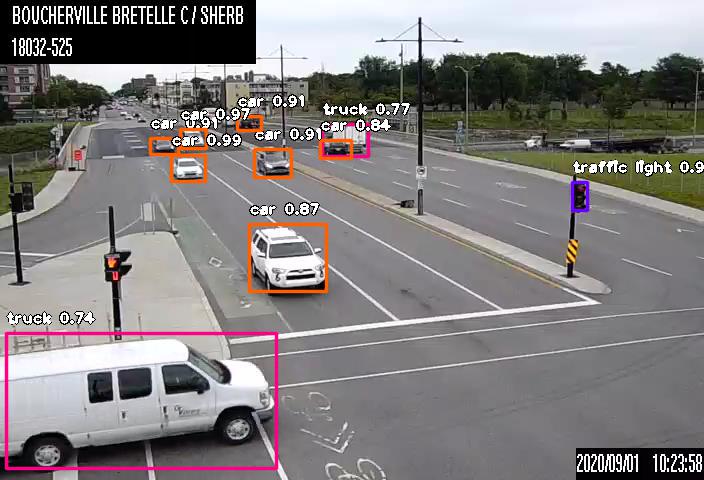 BOUCHERVILLE BRETELLE C / SHERB
18032-525
car 0.91
car 0.97
truck 0.77
car 0.91
car 0.84
car 0.99
car 0.91
traffic light 0.9
car 0.87
truck 0.74
2020/09/01 10:23:58